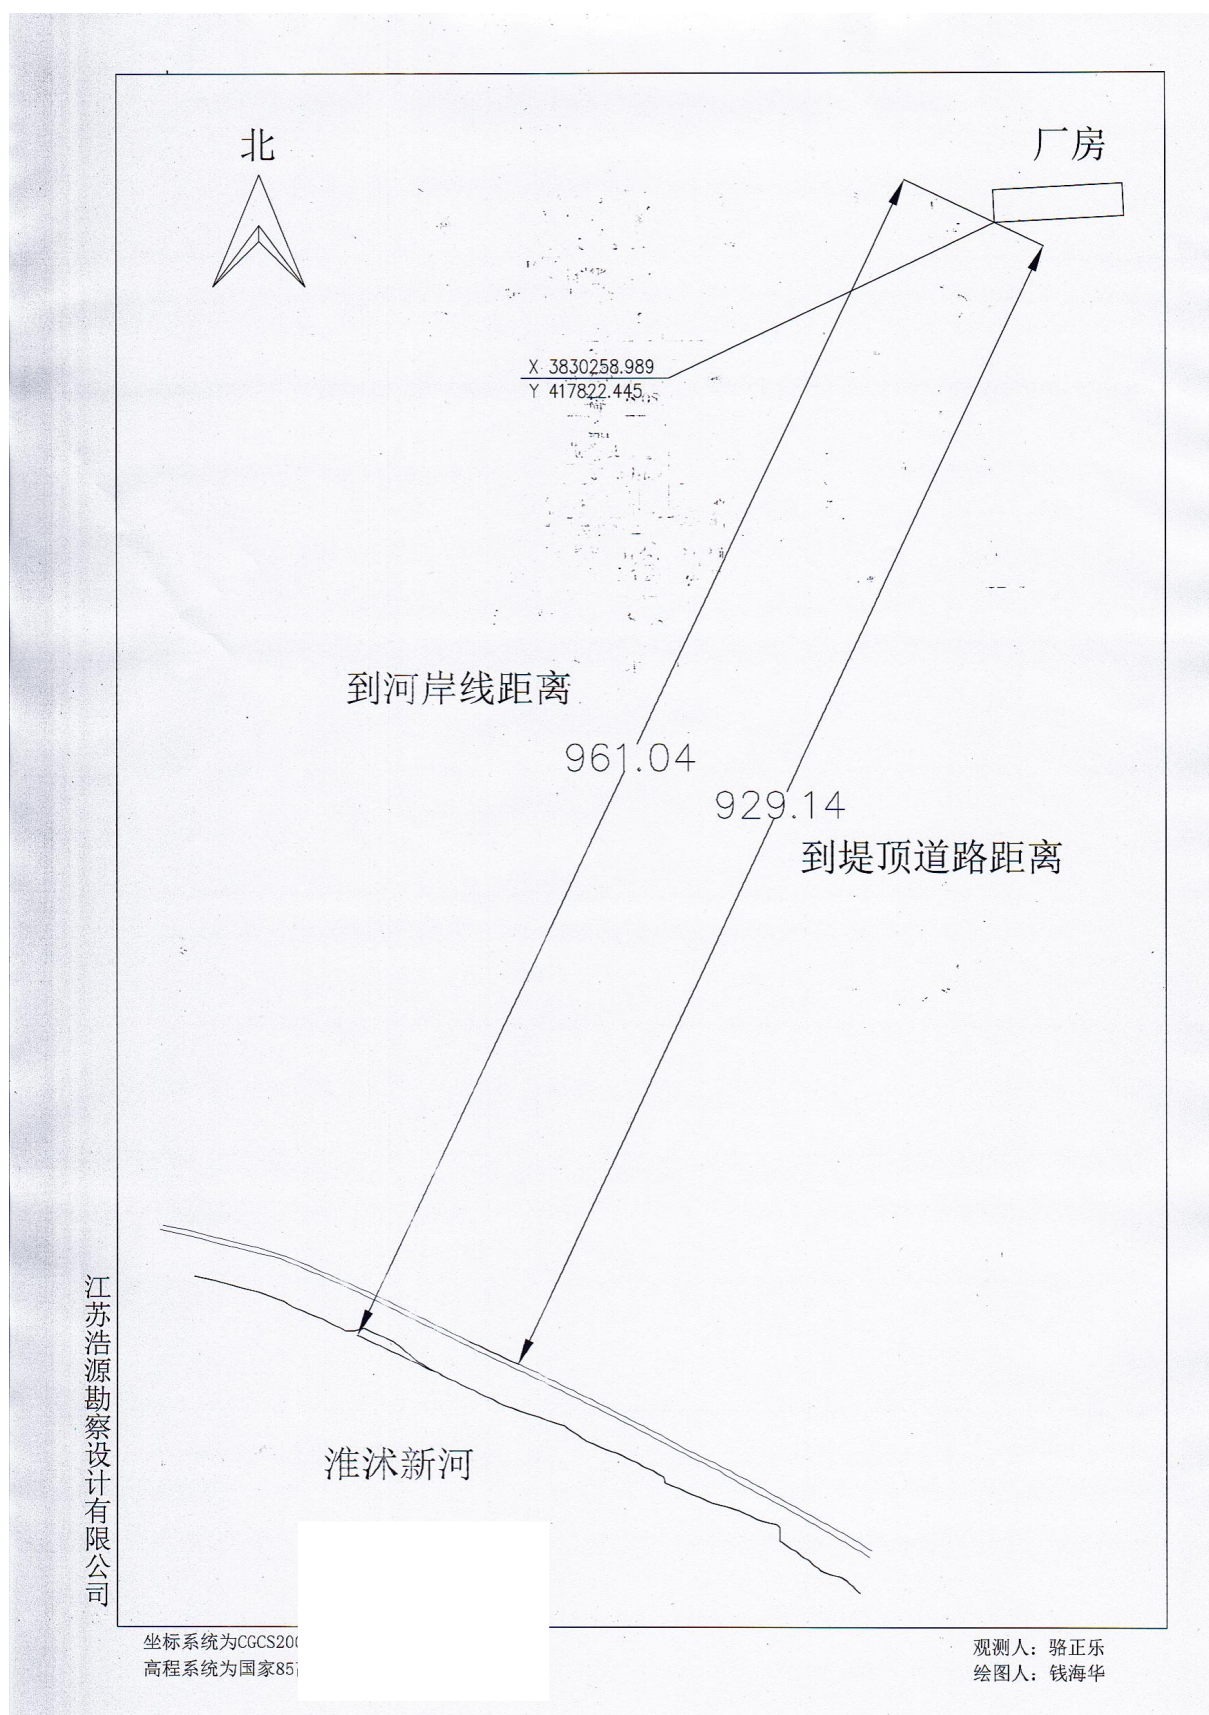 北
厂房
X 3830258.989
Y 417822.445
到河岸线距离
961.04
929.14
到堤顶道路距离
江苏浩源勘察设计有限公司
淮沭新河
坐标系统为CGCS200
高程系统为国家85
观测人：骆正乐
绘图人：钱海华